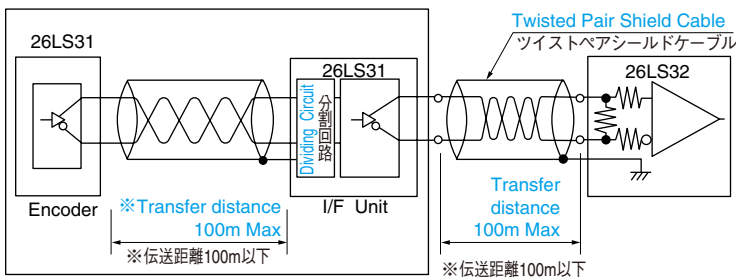 Twisted Pair Shield Cable
ツイストペアシールドケーブル
26LS31
26LS31
26LS32
Dividing Circuit
分割回路
Encoder
I/F Unit
※Transfer distance
100m Max
※伝送距離100m以下
Transfer
distance
100m Max
※伝送距離100m以下